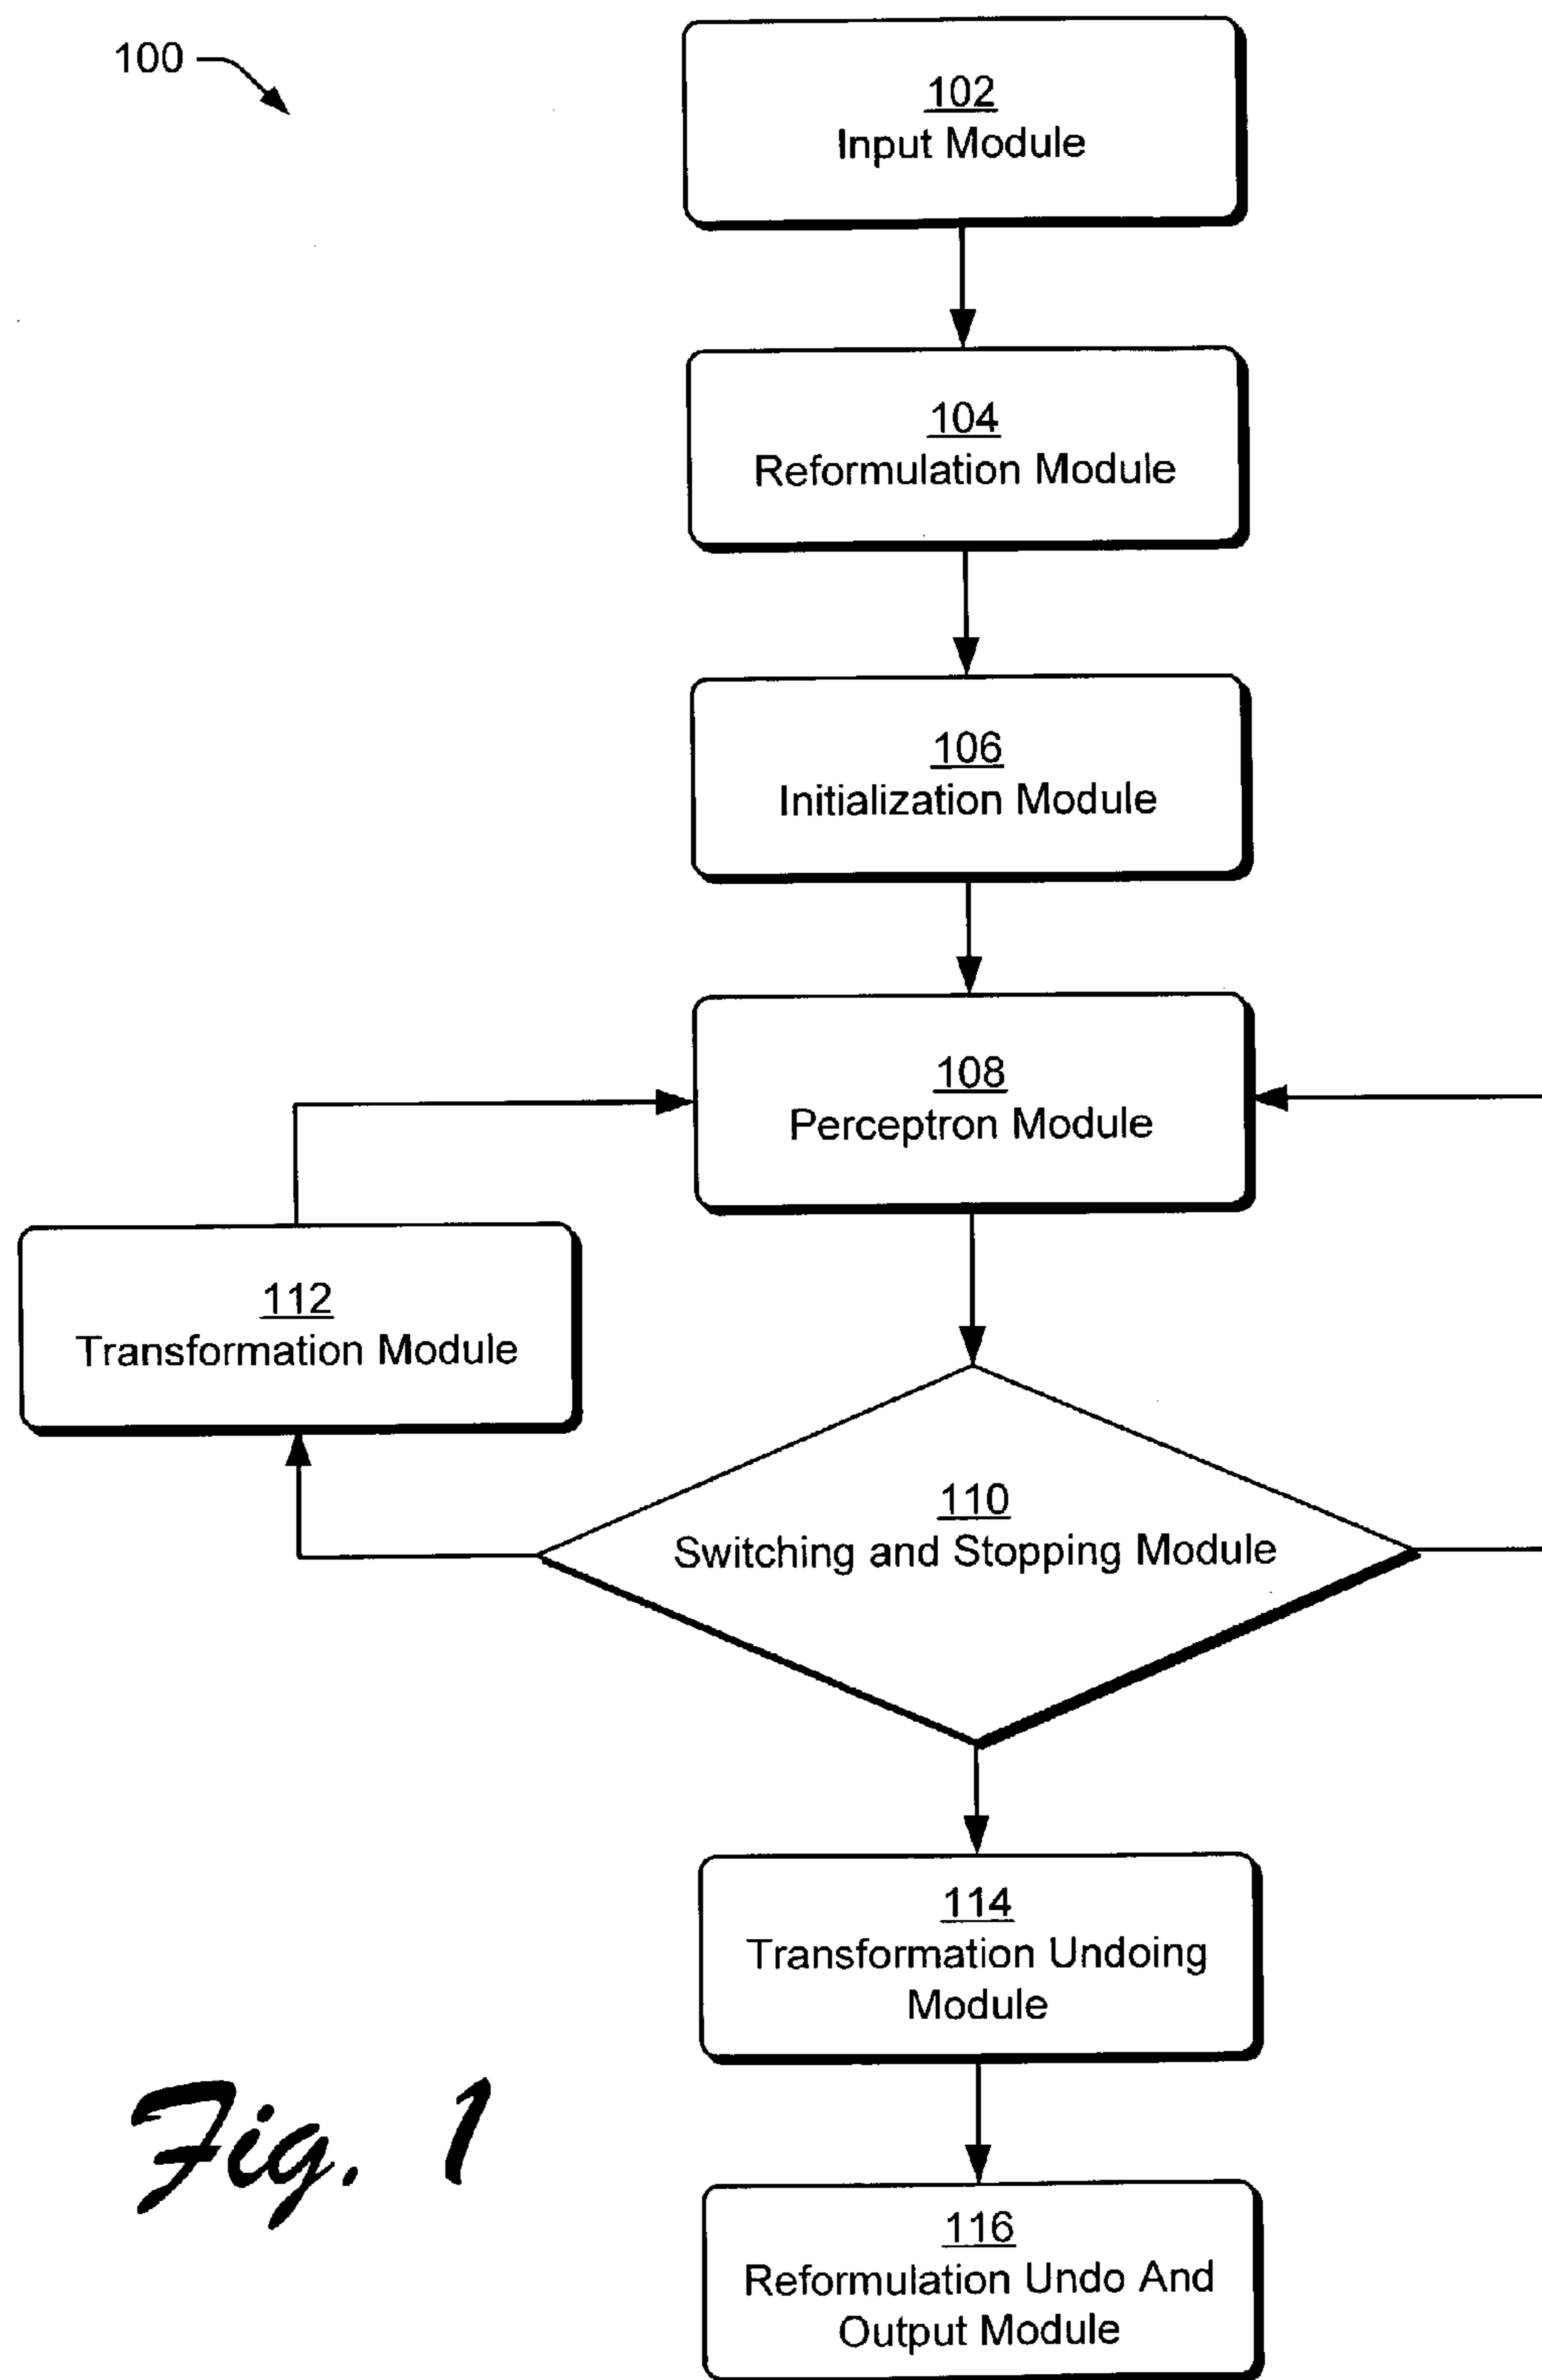 100
102
Input Module
104
Reformulation Module
106
Initialization Module
108
Perceptron Module
112
Transformation Module
110
Switching and Stopping Module
114
Transformation Undoing
Module
116
Reformulation Undo And
Output Module
Fig. 1